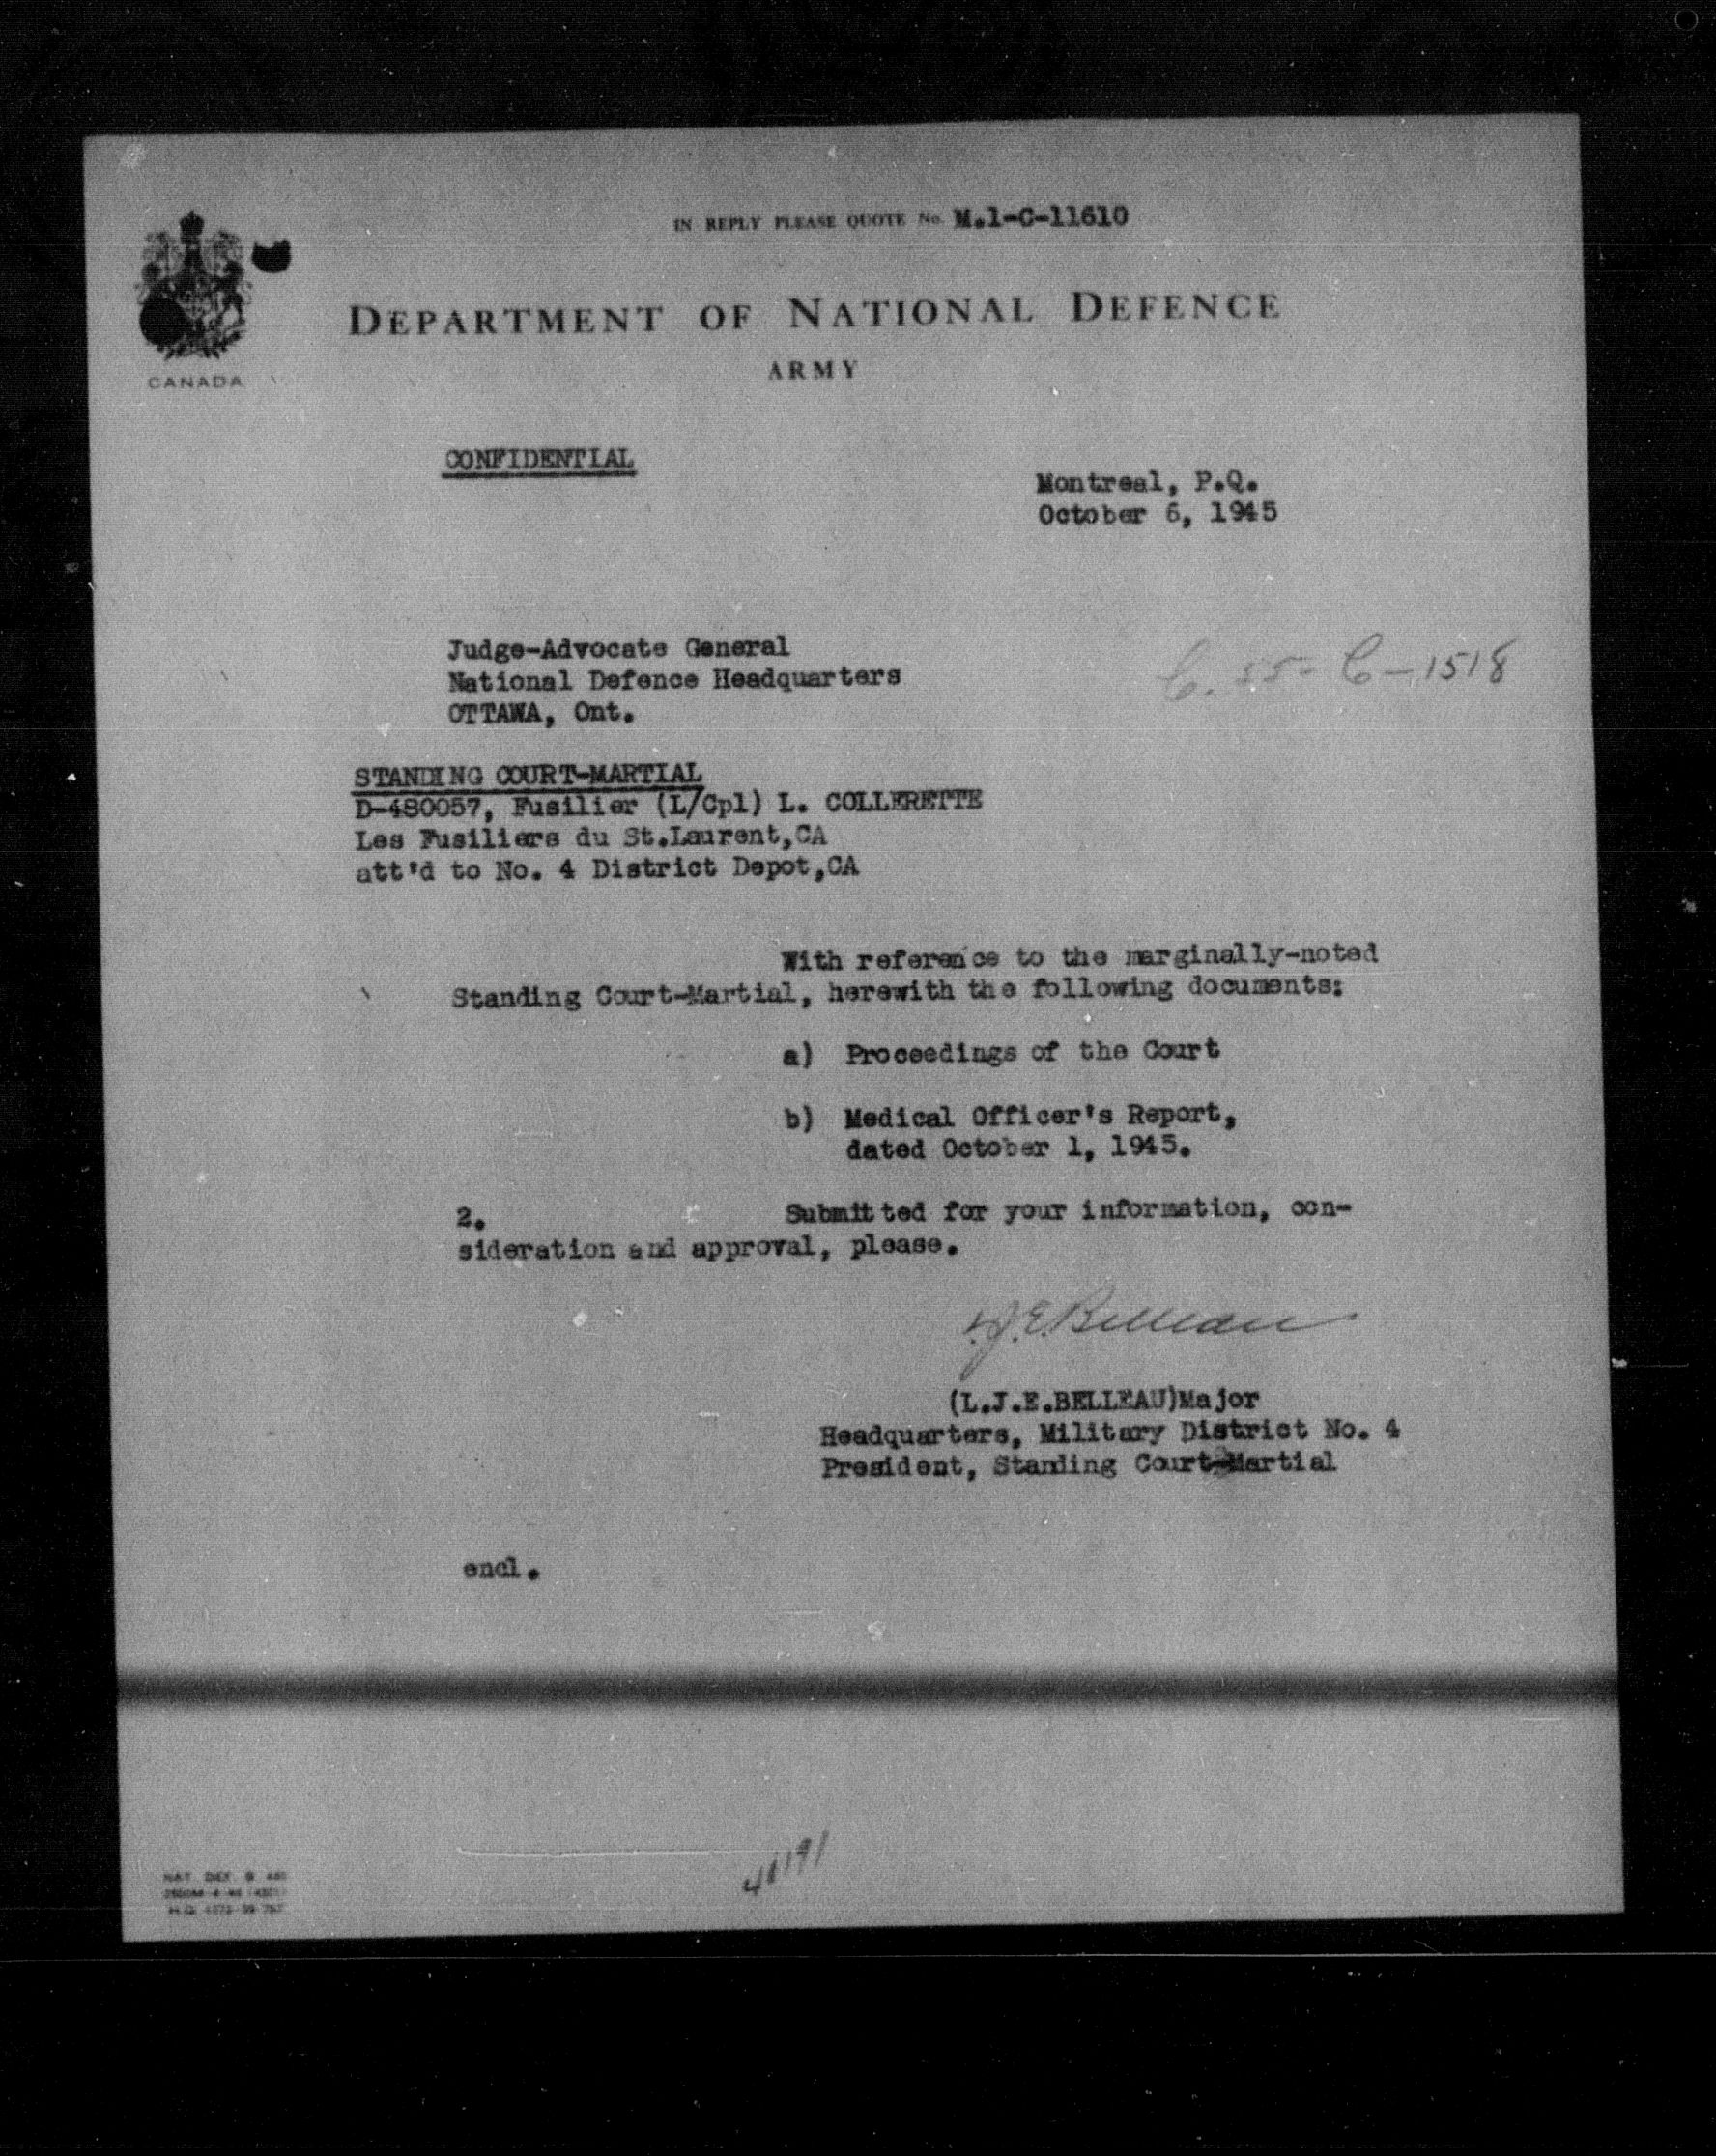 IN REPLY PLEASE QUOTE No. M.1-C-11610
DEPARTMENT OF NATIONAL DEFENCE
ARMY
CANADA
CONFIDENTIAL
Montreal, P.Q.
October 6, 1945
Judge-Advocate General
National Defence Headquarters
OTTAWA, Ont.
C-1518
STANDING COURT-MARTIAL
D-480057, Fusilier (L/Cpl) L. COLLERETTE
Les Fusiliers du St.Laurent,CA
att'd to No. 4 District Depot,CA
With reference to the marginally-noted
Standing Court-Martial, herewith the following documents:
a) Proceedings of the Court
b) Medical Officer's Report,
dated October 1, 1945.
2. Submitted for your information, con-
sideration and approval, please.
L.J.E. Belleau
(L.J.E.BELLEAU)Major
Headquarters, Military District No. 4
President, Standing Court-Martial
encl.